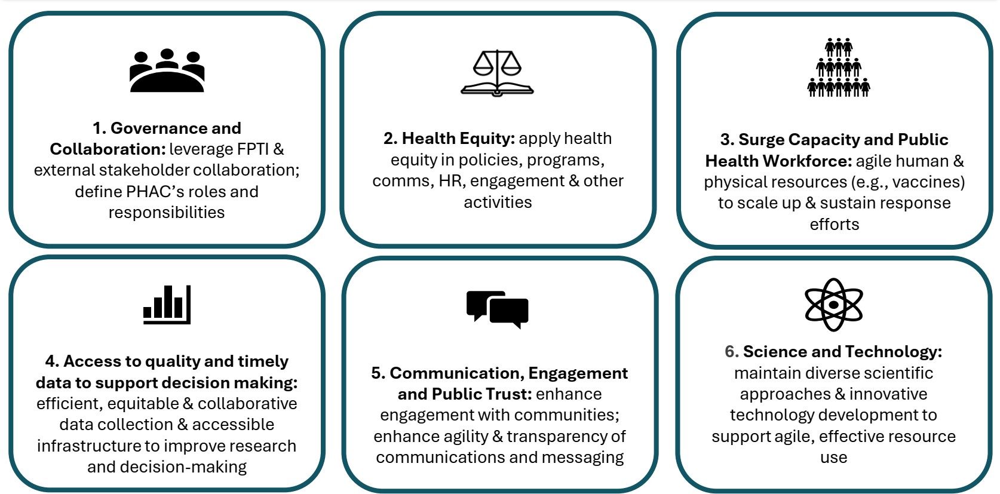 1. Governance and
Collaboration: leverage FPTI &
external stakeholder collaboration;
define PHAC’s roles and
responsibilities
2. Health Equity: apply health
equity in policies, programs,
comms, HR, engagement & other
activities
3. Surge Capacity and Public
Health Workforce: agile human &
physical resources (e.g., vaccines)
to scale up & sustain response
efforts
4. Access to quality and timely
data to support decision making:
efficient, equitable & collaborative
data collection & accessible
infrastructure to improve research
and decision-making
5. Communication, Engagement
and Public Trust: enhance
engagement with communities;
enhance agility & transparency of
communications and messaging
6. Science and Technology:
maintain diverse scientific
approaches & innovative
technology development to
support agile, effective resource
use